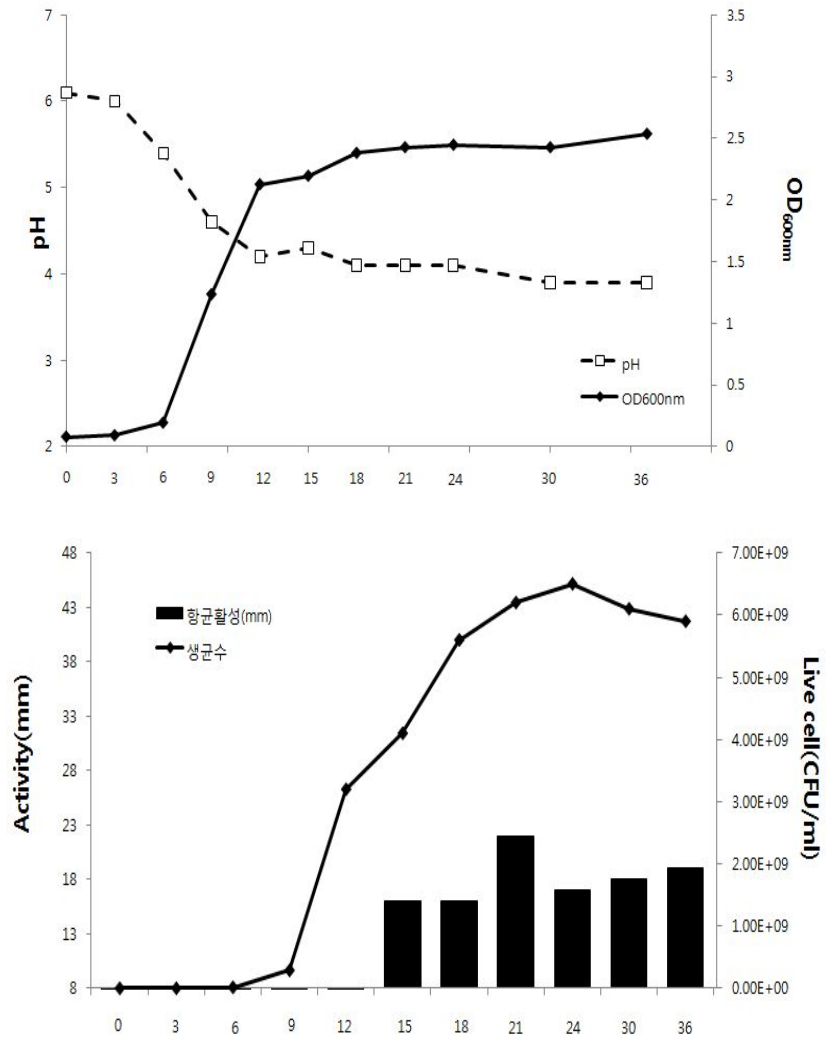 7
6
5
4
3
2
pH
3.5
3
2.5
2
1.5
1
0.5
0
OD600nm
pH
OD600nm
0 3 6 9 12 15 18 21 24 30 36
48
43
38
33
28
23
18
13
8
Activity(mm)
항균활성(mm)
생균수
7.00E+09
6.00E+09
5.00E+09
4.00E+09
3.00E+09
2.00E+09
1.00E+09
0.00E+00
Live cell(CFU/ml)
0 3 6 9 12 15 18 21 24 30 36